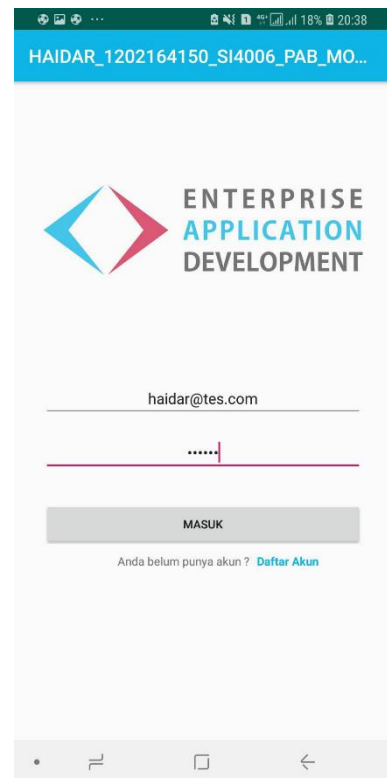 18% 20:38
HAIDAR_1202164150_SI4006_PAB_MO...
ENTERPRISE
APPLICATION
DEVELOPMENT
haidar@tes.com
••••••
MASUK
Anda belum punya akun ? Daftar Akun